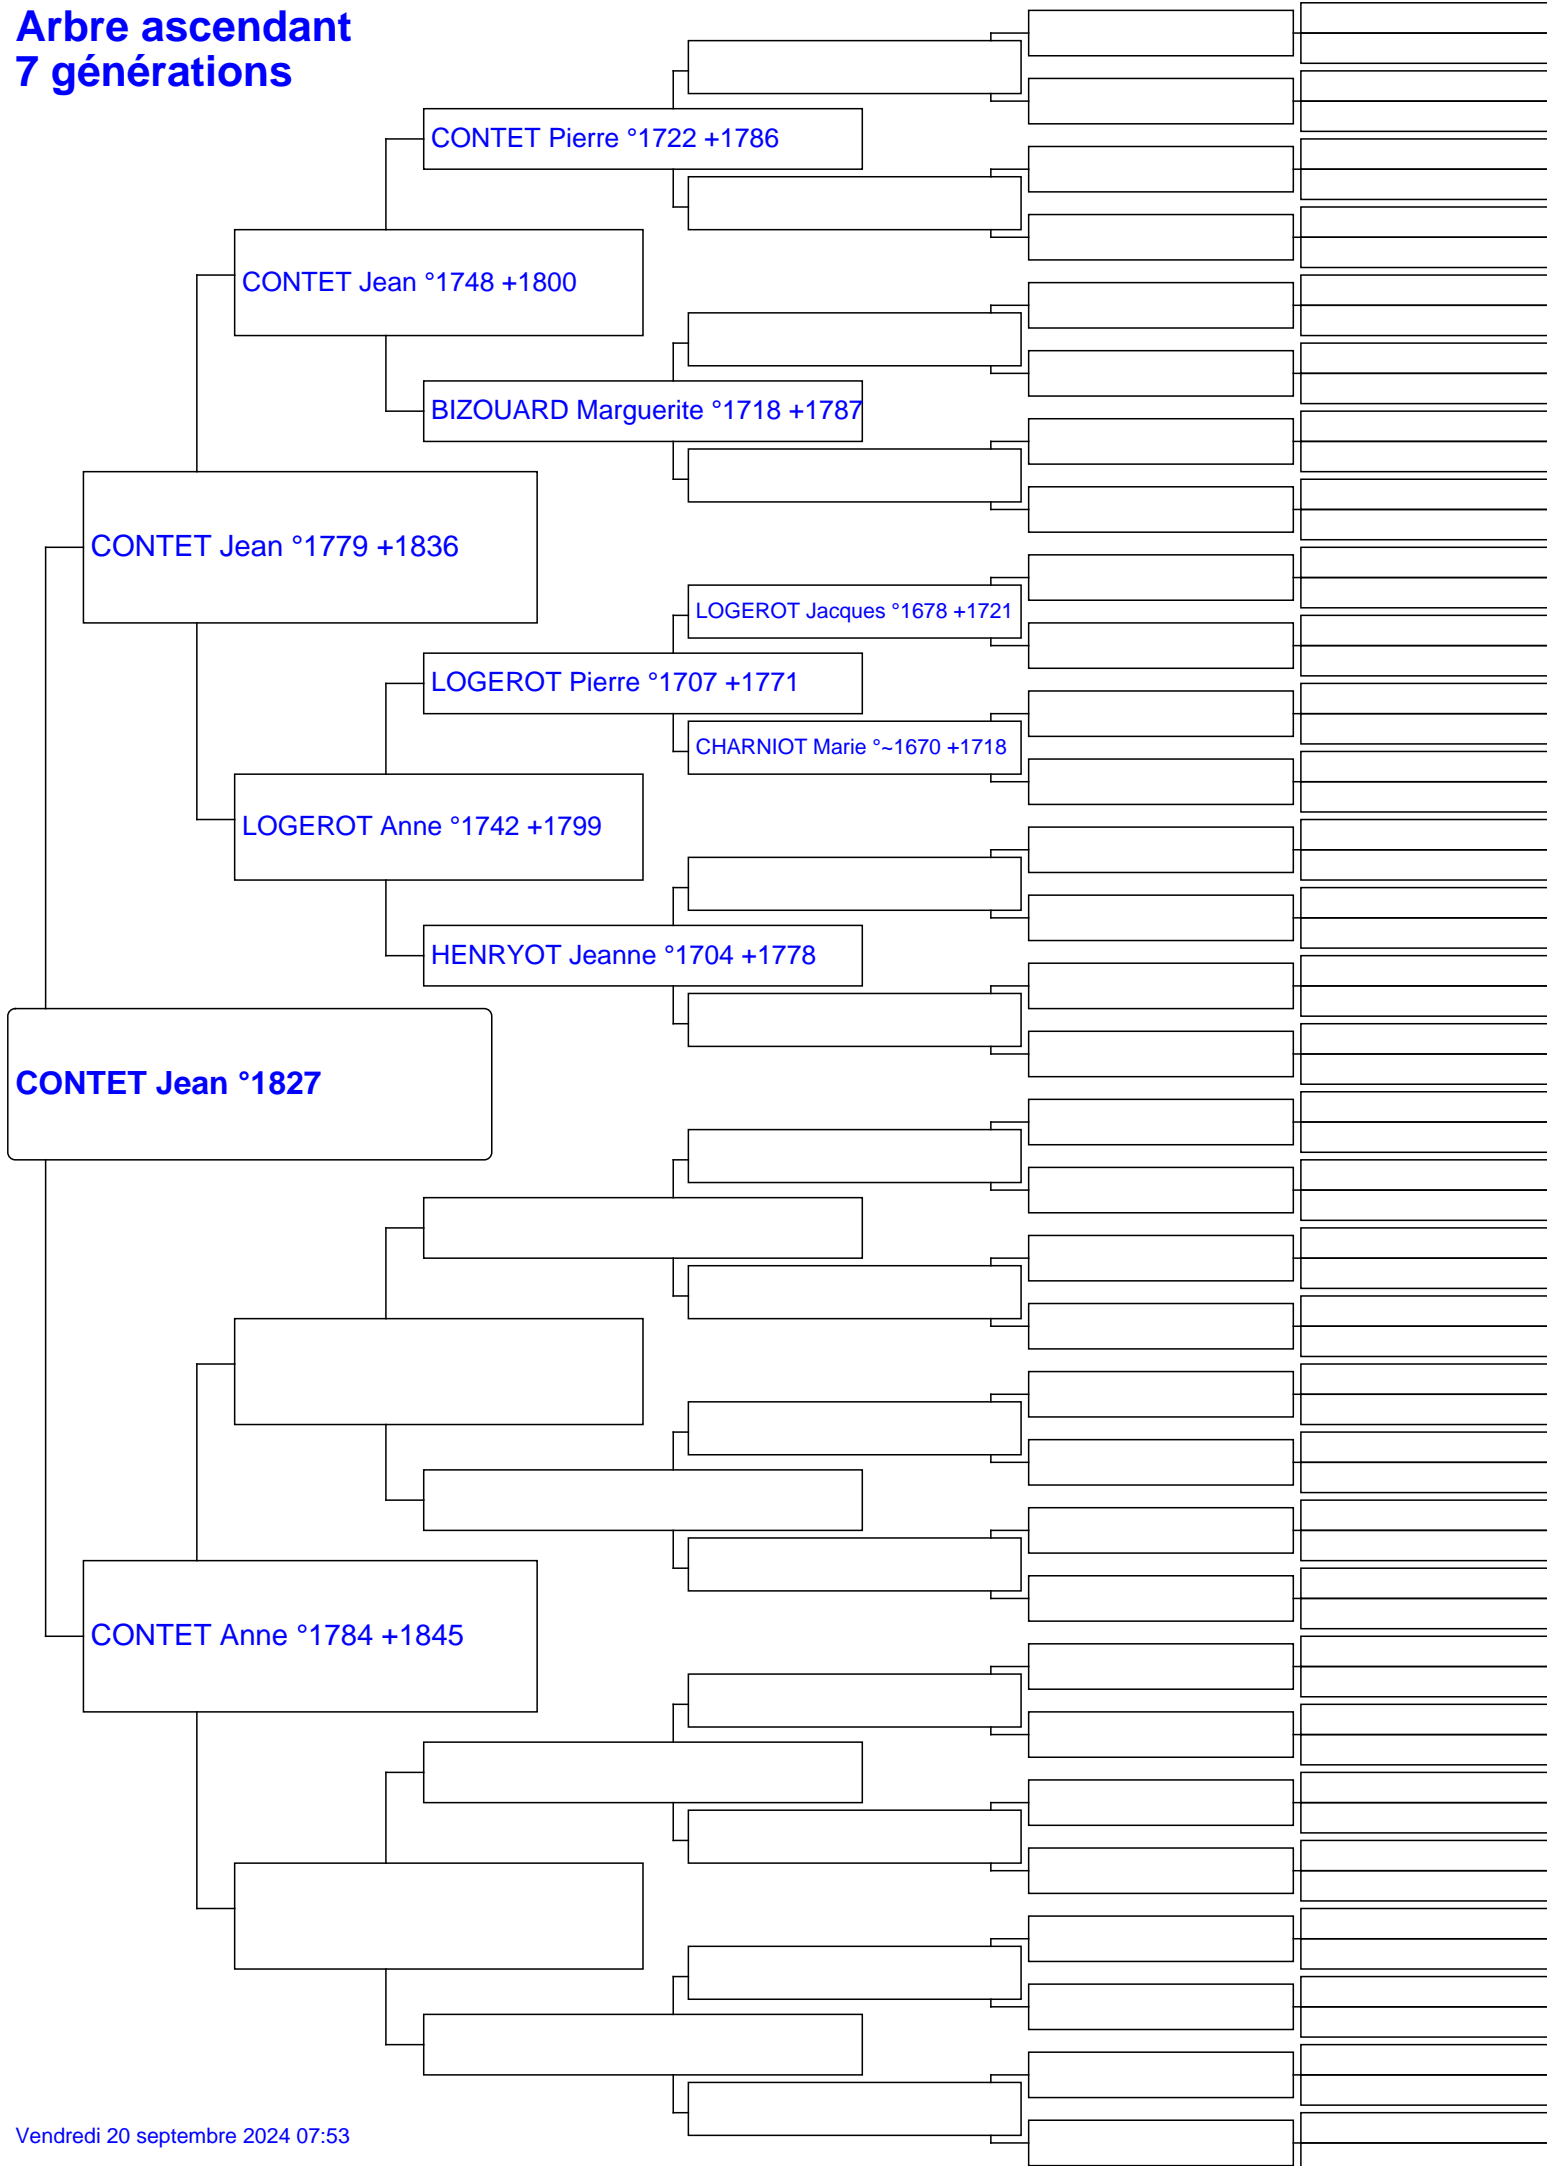 Arbre ascendant
7 générations
CONTET Pierre °1722 +1786
CONTET Jean °1748 +1800
BIZOUARD Marguerite °1718 +1787
CONTET Jean °1779 +1836
LOGEROT Jacques °1678 +1721
LOGEROT Pierre °1707 +1771
CHARNIOT Marie °~1670 +1718
LOGEROT Anne °1742 +1799
HENRYOT Jeanne °1704 +1778
CONTET Jean °1827
CONTET Anne °1784 +1845
Vendredi 20 septembre 2024 07:53